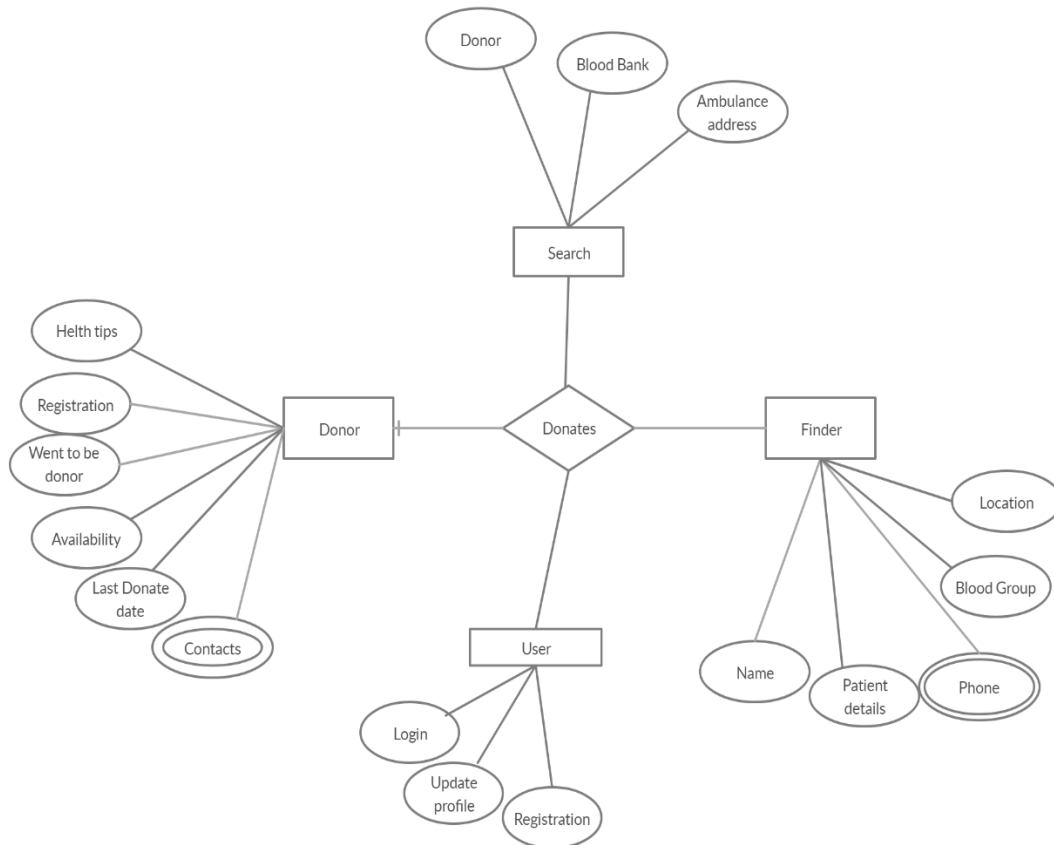 Donor
Blood Bank
Ambulance
address
Search
Helth tips
Registration
Went to be
donor
Availability
Last Donate
date
Contacts
Donor
Donates
Finder
Location
Blood Group
Phone
Patient
details
Name
User
Login
Update
profile
Registration